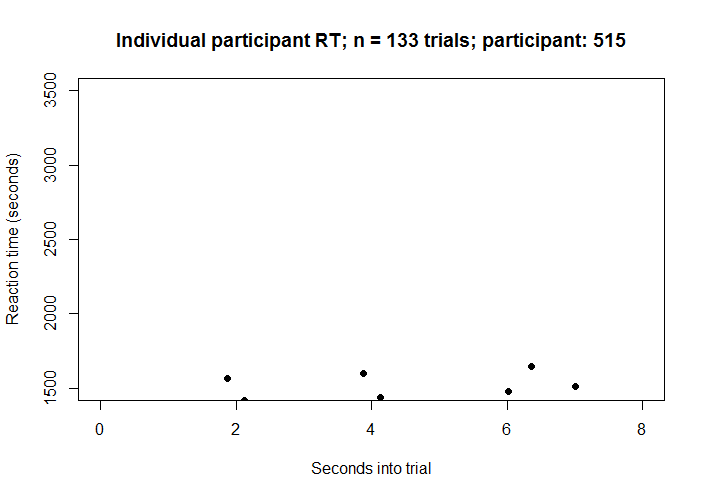 Individual participant RT; n = 133 trials; participant: 515
Reaction time (seconds)
3500
3000
2500
2000
1500
0 2 4 6 8
Seconds into trial